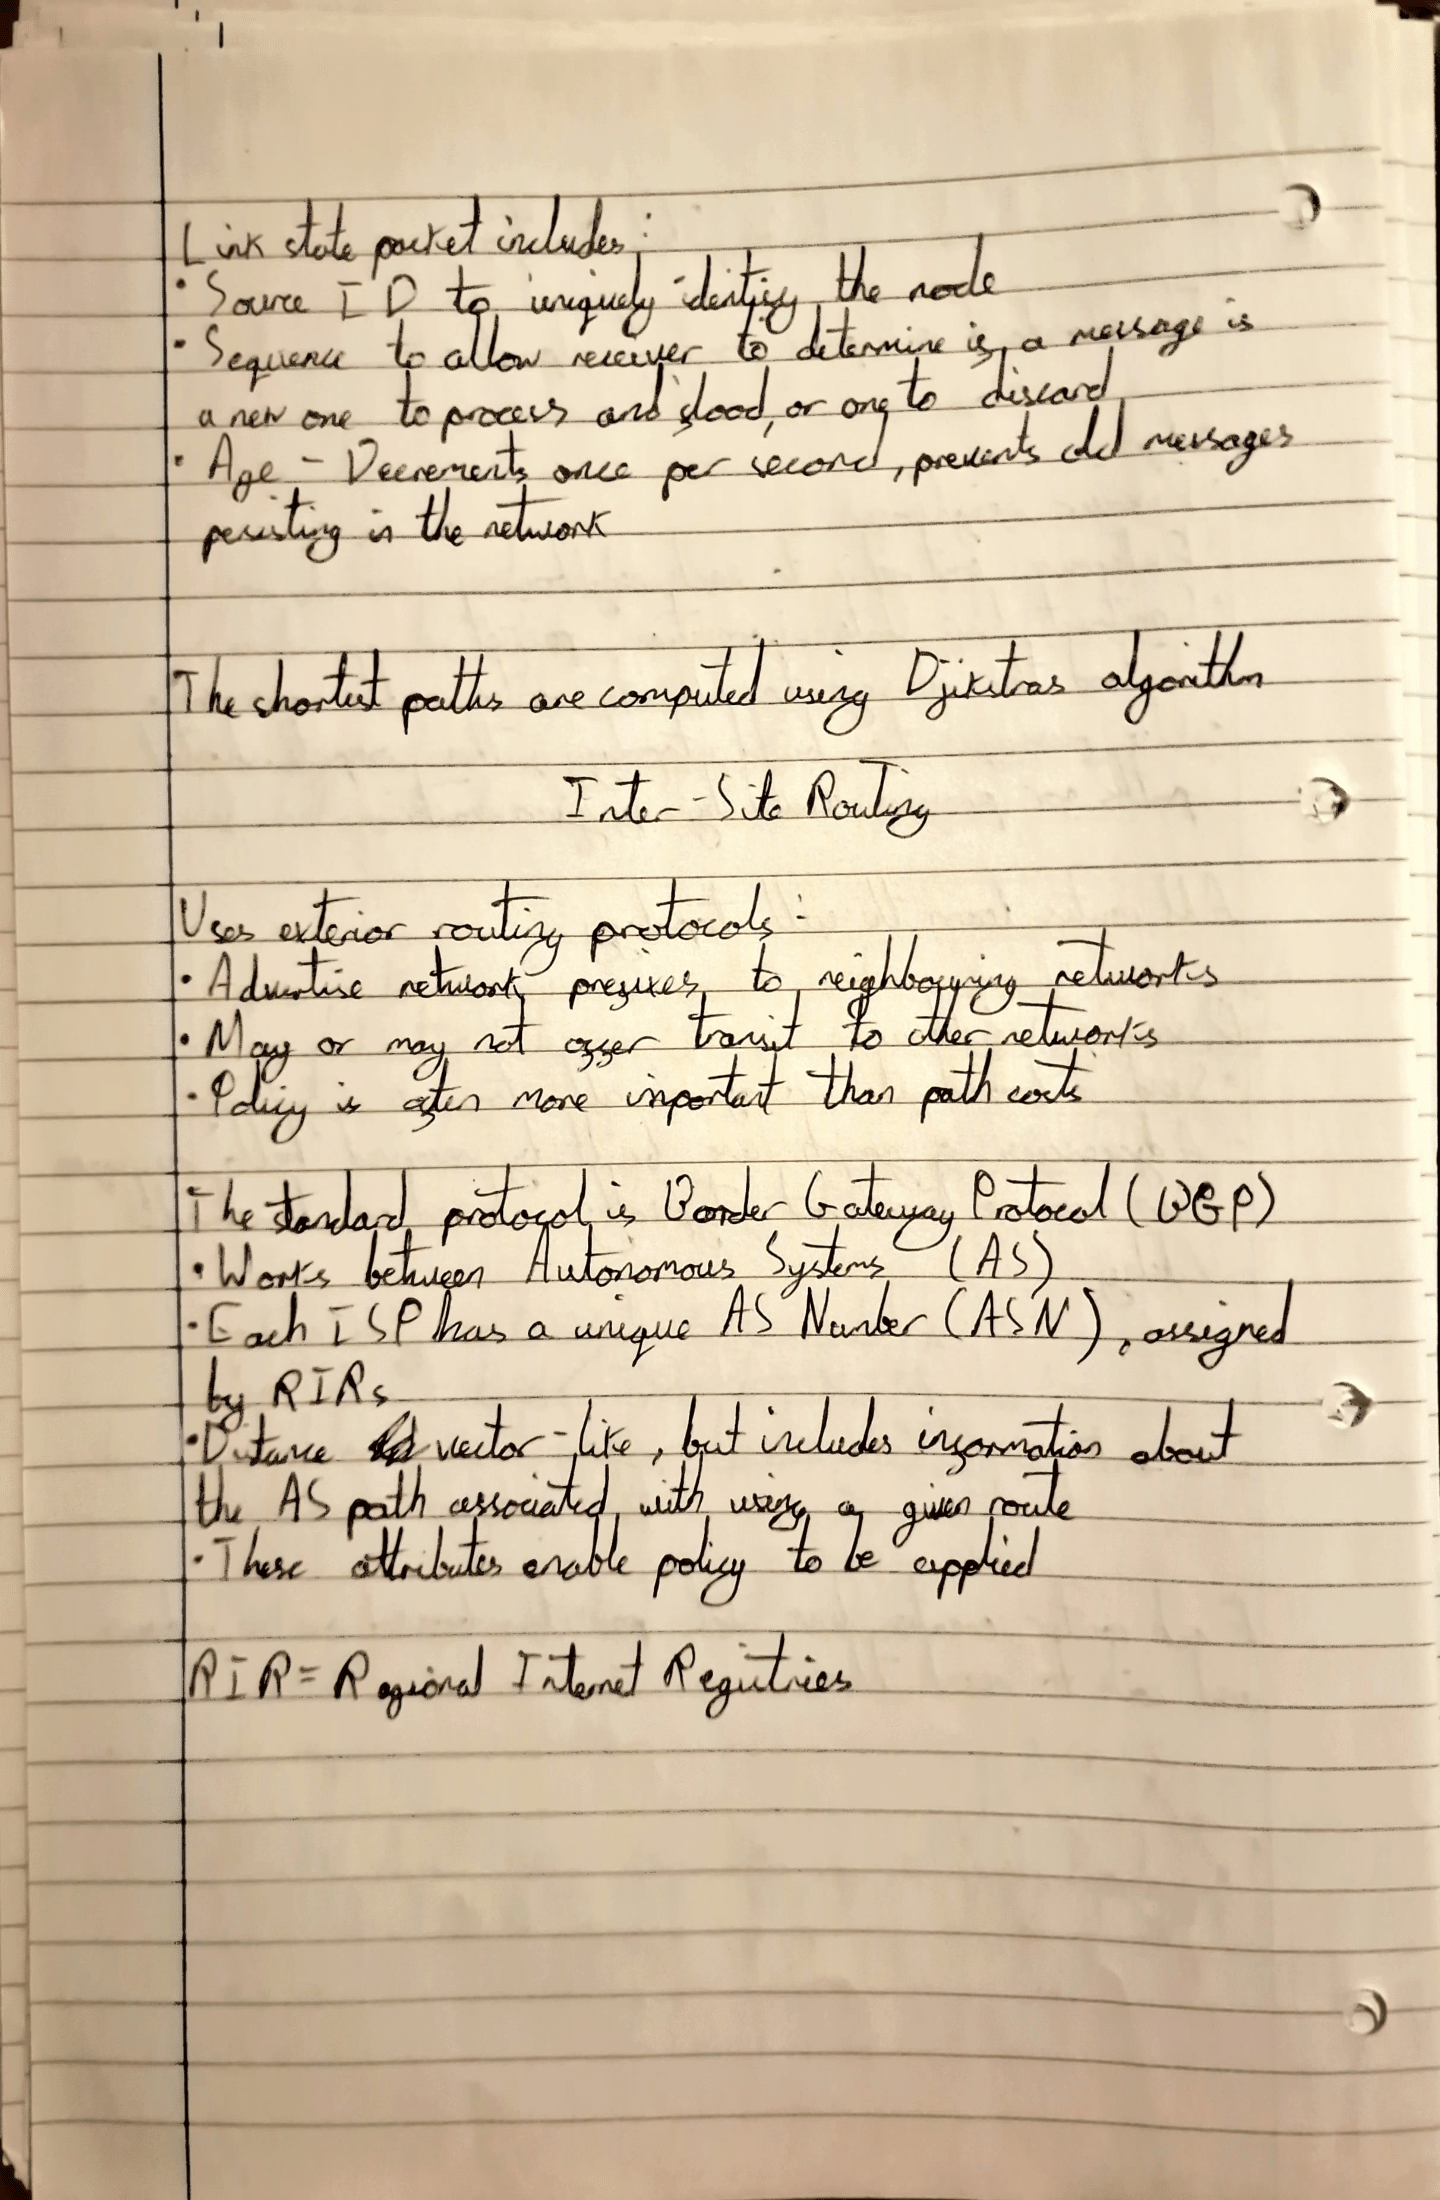 Link state packet includes:
• Source ID to uniquely identify the node
• Sequence to allow receiver to determine if a message is
a new one to process and flood, or one to discard
• Age - Decrements once per second, prevents old messages
persisting in the network
The shortest paths are computed using Djikstras algorithm
Inter-Site Routing
Uses exterior routing protocols:
• Advertise network prefixes to neighbouring networks
• May or may not offer transit to other networks
• Policy is often more important than path costs
The standard protocol is Border Gateway Protocol (BGP)
• Works between Autonomous Systems (AS)
• Each ISP has a unique AS Number (ASN), assigned
by RIRs
• Distance vector-like, but includes information about
the AS path associated with using a given route
• These attributes enable policy to be applied
RIR = Regional Internet Registries